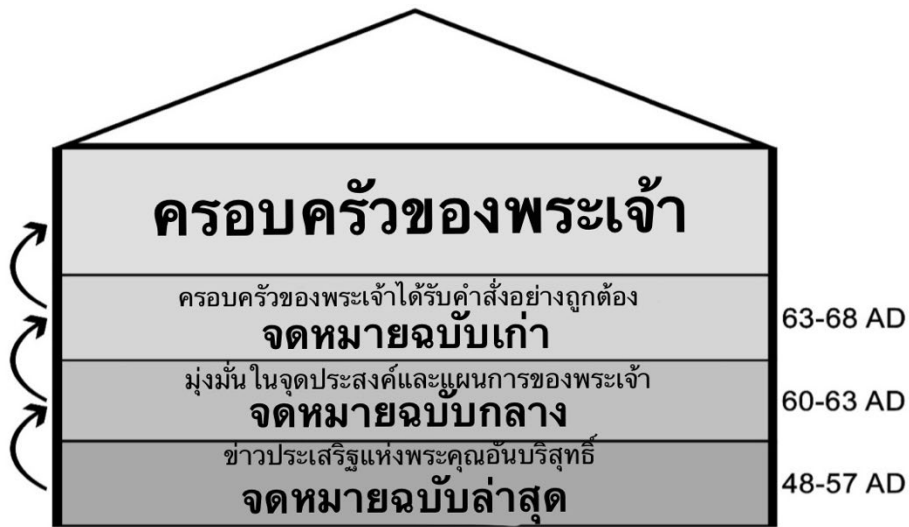 ครอบครัวของพระเจ้า
ครอบครัวของพระเจ้าได้รับคำสั่งอย่างถูกต้อง
จดหมายฉบับเก่า
63-68 AD
มุ่งมั่นในจุดประสงค์และแผนการของพระเจ้า
จดหมายฉบับกลาง
60-63 AD
ข่าวประเสริฐแห่งพระคุณอันบริสุทธิ์
จดหมายฉบับล่าสุด
48-57 AD